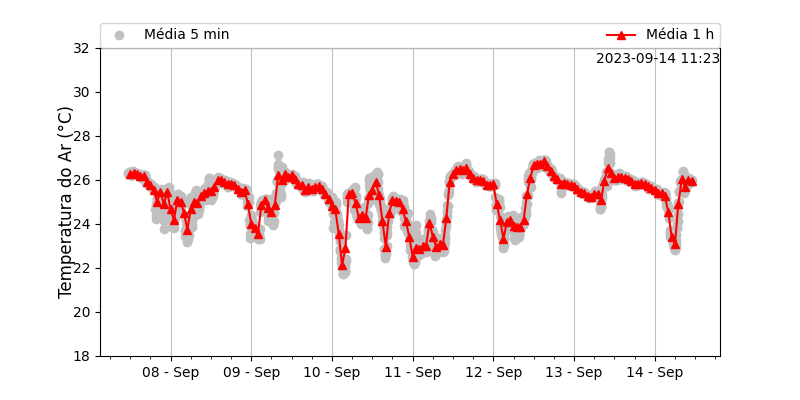 Média 5 min
Média 1 h
2023-09-14 11:23
Temperatura do Ar (°C)
32
30
28
26
24
22
20
18
08 - Sep
09 - Sep
10 - Sep
11 - Sep
12 - Sep
13 - Sep
14 - Sep